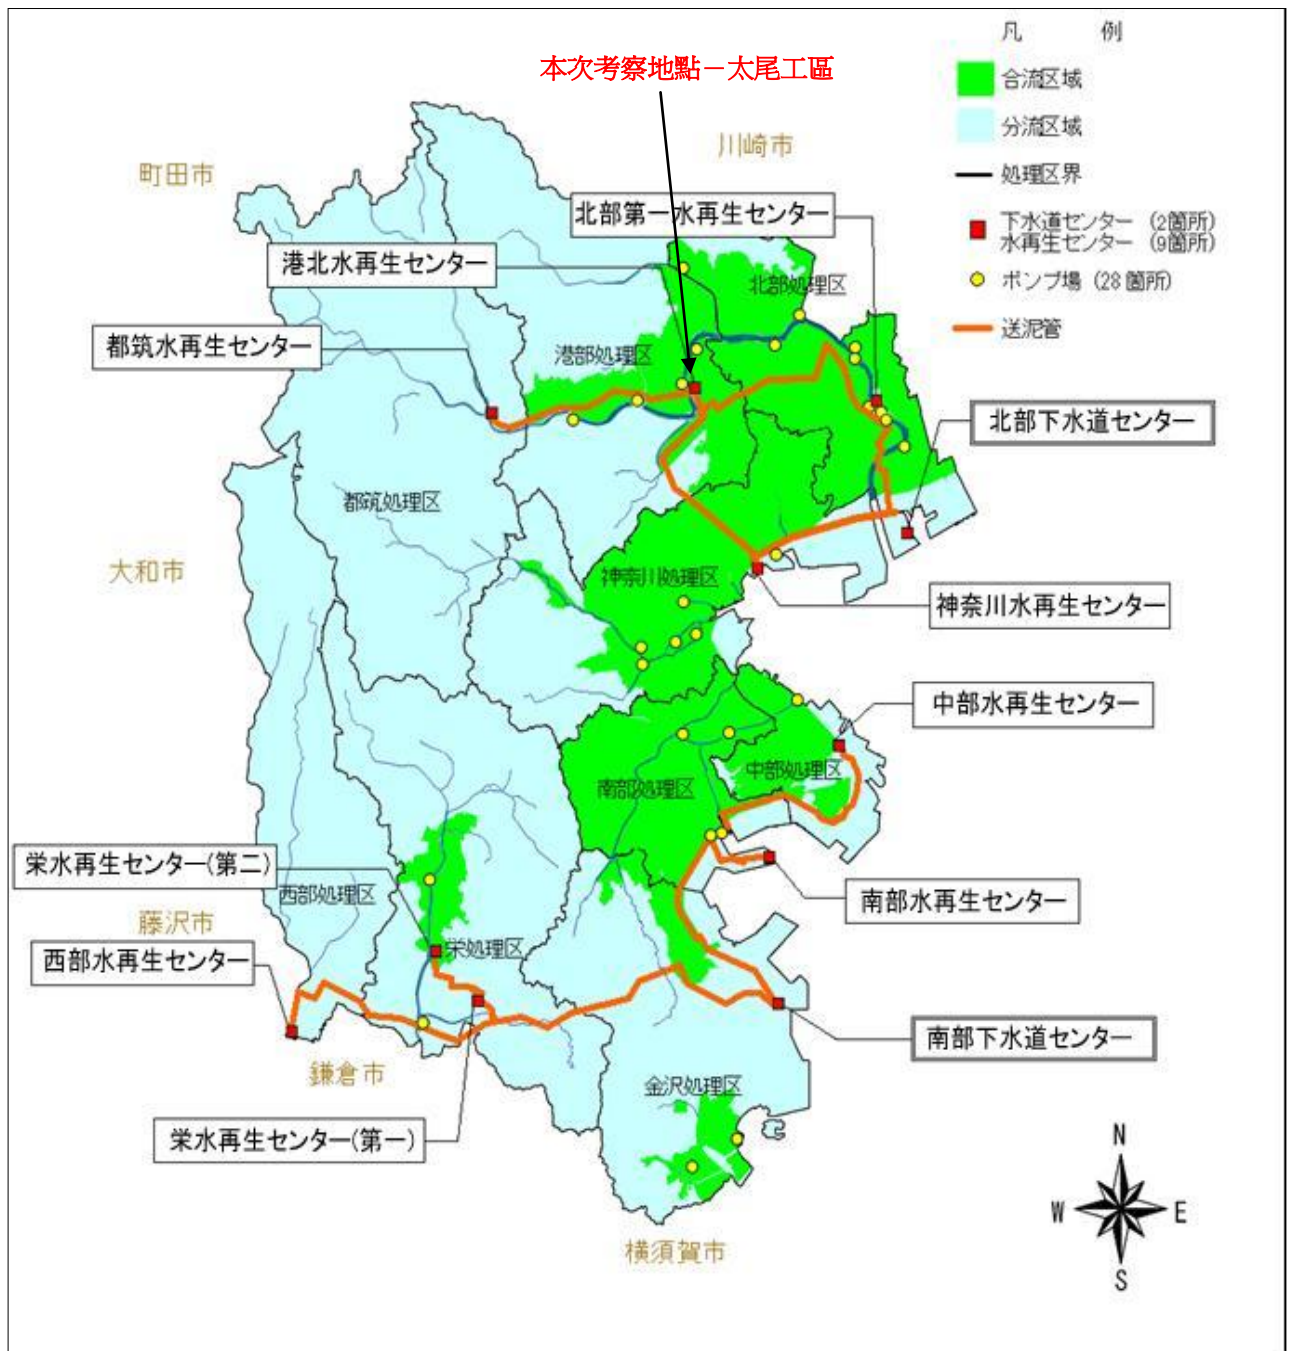 本次考察地點－太尾工區
凡 例
合流区域
分流区域
処理区界
下水道センター (2箇所)
水再生センター (9箇所)
ポンプ場 (28箇所)
送泥管
川崎市
町田市
北部第一水再生センター
港北水再生センター
北部処理区
都筑水再生センター
港部処理区
北部下水道センター
都筑処理区
大和市
神奈川処理区
神奈川水再生センター
中部水再生センター
中部処理区
南部処理区
栄水再生センター(第二)
西部処理区
南部水再生センター
藤沢市
栄処理区
西部水再生センター
南部下水道センター
鎌倉市
金沢処理区
栄水再生センター(第一)
横須賀市
N
W E
S